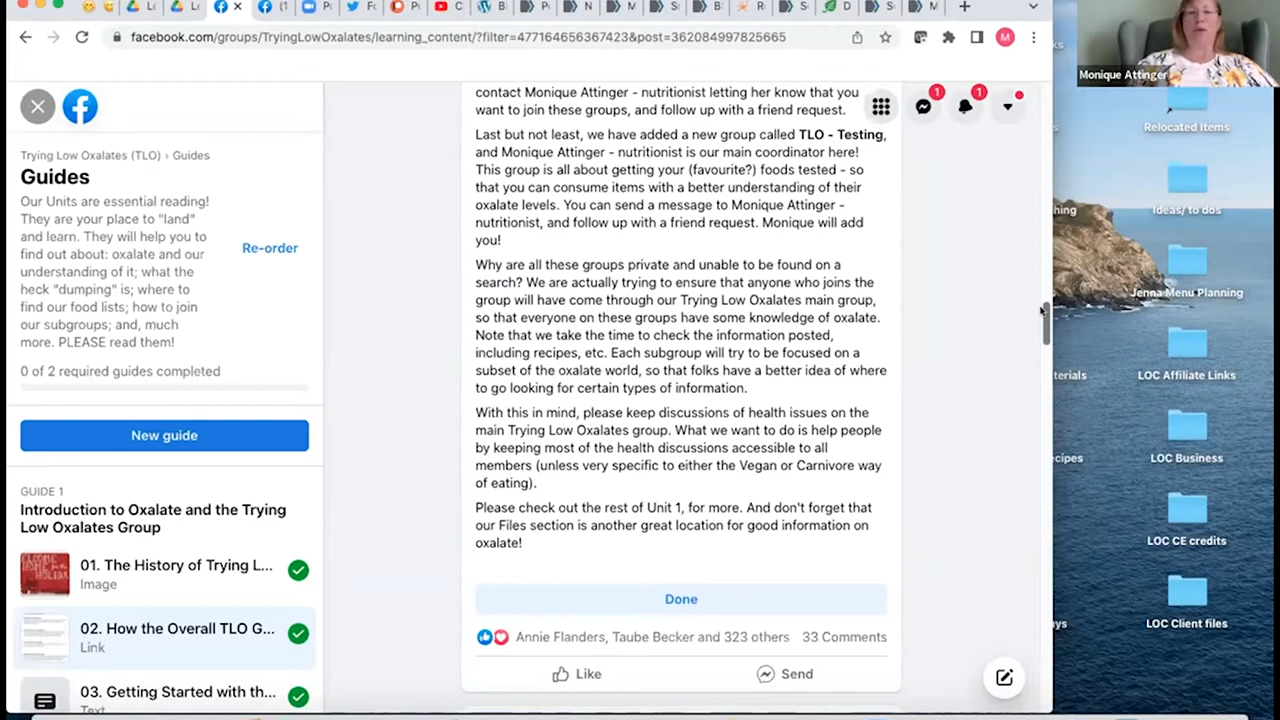 facebook.com/groups/TryingLowOxalates/learning_content/?filter=477164656367423&post=362084997825665
M
Monique Attinger
Trying Low Oxalates (TLO) › Guides
Guides
Our Units are essential reading!
They are your place to "land"
and learn. They will help you to
find out about: oxalate and our
understanding of it; what the
heck "dumping" is; where to
find our food lists; how to join
our subgroups; and, much
more. PLEASE read them!
Re-order
0 of 2 required guides completed
New guide
GUIDE 1
Introduction to Oxalate and the Trying
Low Oxalates Group
01. The History of Trying L...
Image
02. How the Overall TLO G...
Link
03. Getting Started with th...
Text
contact Monique Attinger - nutritionist letting her know that you
want to join these groups, and follow up with a friend request.
Last but not least, we have added a new group called TLO - Testing,
and Monique Attinger - nutritionist is our main coordinator here!
This group is all about getting your (favourite?) foods tested - so
that you can consume items with a better understanding of their
oxalate levels. You can send a message to Monique Attinger -
nutritionist, and follow up with a friend request. Monique will add
you!
Why are all these groups private and unable to be found on a
search? We are actually trying to ensure that anyone who joins the
group will have come through our Trying Low Oxalates main group,
so that everyone on these groups have some knowledge of oxalate.
Note that we take the time to check the information posted,
including recipes, etc. Each subgroup will try to be focused on a
subset of the oxalate world, so that folks have a better idea of where
to go looking for certain types of information.
With this in mind, please keep discussions of health issues on the
main Trying Low Oxalates group. What we want to do is help people
by keeping most of the health discussions accessible to all
members (unless very specific to either the Vegan or Carnivore way
of eating).
Please check out the rest of Unit 1, for more. And don't forget that
our Files section is another great location for good information on
oxalate!
Done
Annie Flanders, Taube Becker and 323 others
33 Comments
Like
Send
1
1
Relocated Items
Ideas/ to dos
Jenna Menu Planning
LOC Affiliate Links
LOC Business
LOC CE credits
LOC Client files